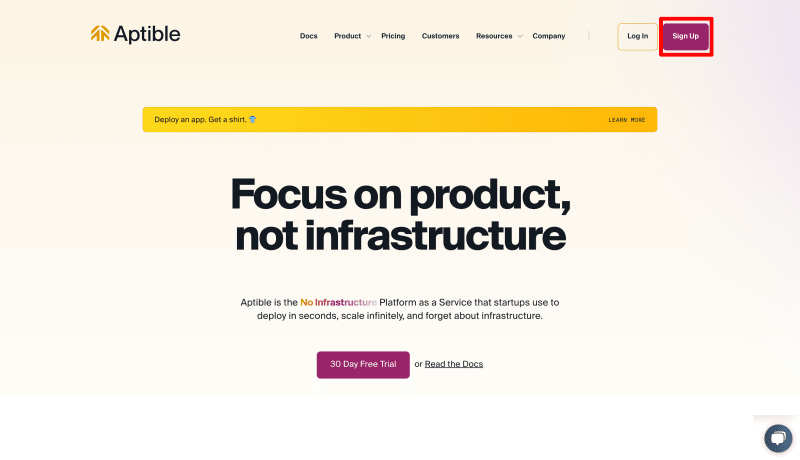 Aptible
Docs Product Pricing Customers Resources Company Log In Sign Up
Deploy an app. Get a shirt. LEARN MORE
Focus on product,
not infrastructure
Aptible is the No Infrastructure Platform as a Service that startups use to
deploy in seconds, scale infinitely, and forget about infrastructure.
30 Day Free Trial or Read the Docs